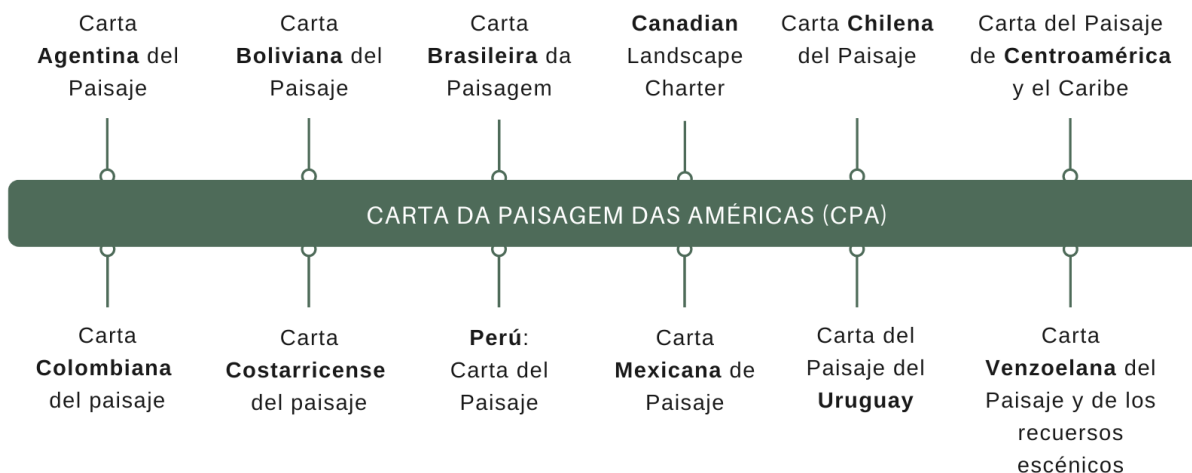 Carta
Agentina del
Paisaje
Carta
Boliviana del
Paisaje
Carta
Brasileira da
Paisagem
Canadian
Landscape
Charter
Carta Chilena
del Paisaje
Carta del Paisaje
de Centroamérica
y el Caribe
CARTA DA PAISAGEM DAS AMÉRICAS (CPA)
Carta
Colombiana
del paisaje
Carta
Costarricense
del paisaje
Perú:
Carta del
Paisaje
Carta
Mexicana de
Paisaje
Carta del
Paisaje del
Uruguay
Carta
Venzoelana del
Paisaje y de los
recuersos
escénicos